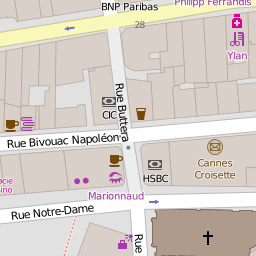 BNP Paribas
Philipp Ferrandis
28
Ylan
CIC
Rue Buttura
Rue Bivouac Napoléon
Cannes
Croisette
HSBC
Marionnaud
Rue Notre-Dame
Rue